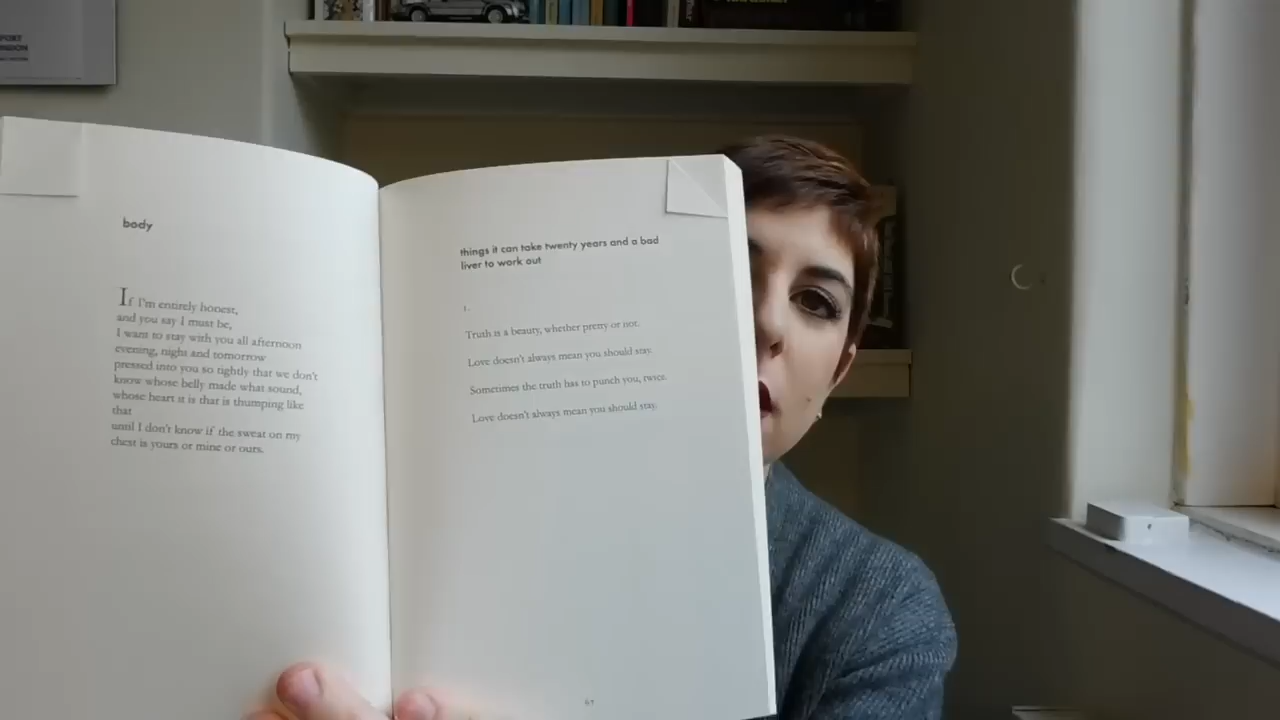 PORT
NDON
body
If I'm entirely honest,
and you say I must be,
I want to stay with you all afternoon
evening, night and tomorrow
pressed into you so tightly that we don't
know whose belly made what sound,
whose heart it is that is thumping like
that
until I don't know if the sweat on my
chest is yours or mine or ours.
things it can take twenty years and a bad
liver to work out
1.
Truth is a beauty, whether pretty or not.
Love doesn't always mean you should stay.
Sometimes the truth has to punch you, twice.
Love doesn't always mean you should stay.